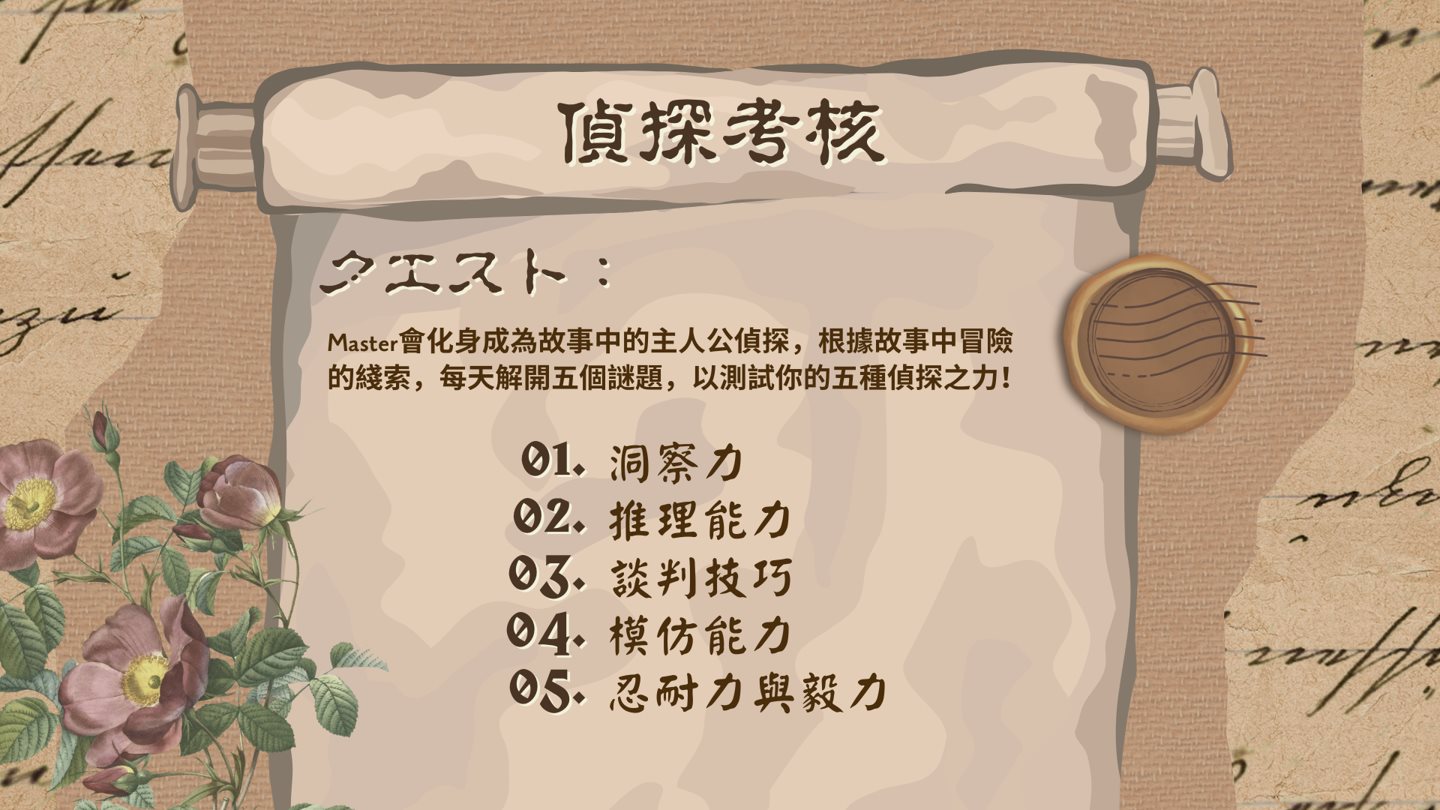 偵探考核
クエスト：
Master會化身成為故事中的主人公偵探，根據故事中冒險
的綫索，每天解開五個謎題，以測試你的五種偵探之力！
01. 洞察力
02. 推理能力
03. 談判技巧
04. 模仿能力
05. 忍耐力與毅力